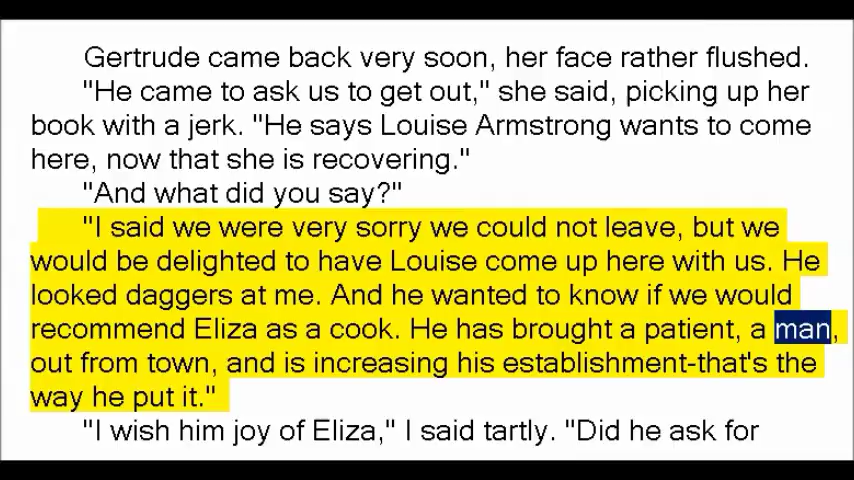 Gertrude came back very soon, her face rather flushed.
"He came to ask us to get out," she said, picking up her
book with a jerk. "He says Louise Armstrong wants to come
here, now that she is recovering."
"And what did you say?"
"I said we were very sorry we could not leave, but we
would be delighted to have Louise come up here with us. He
looked daggers at me. And he wanted to know if we would
recommend Eliza as a cook. He has brought a patient, a man,
out from town, and is increasing his establishment-that's the
way he put it."
"I wish him joy of Eliza," I said tartly. "Did he ask for